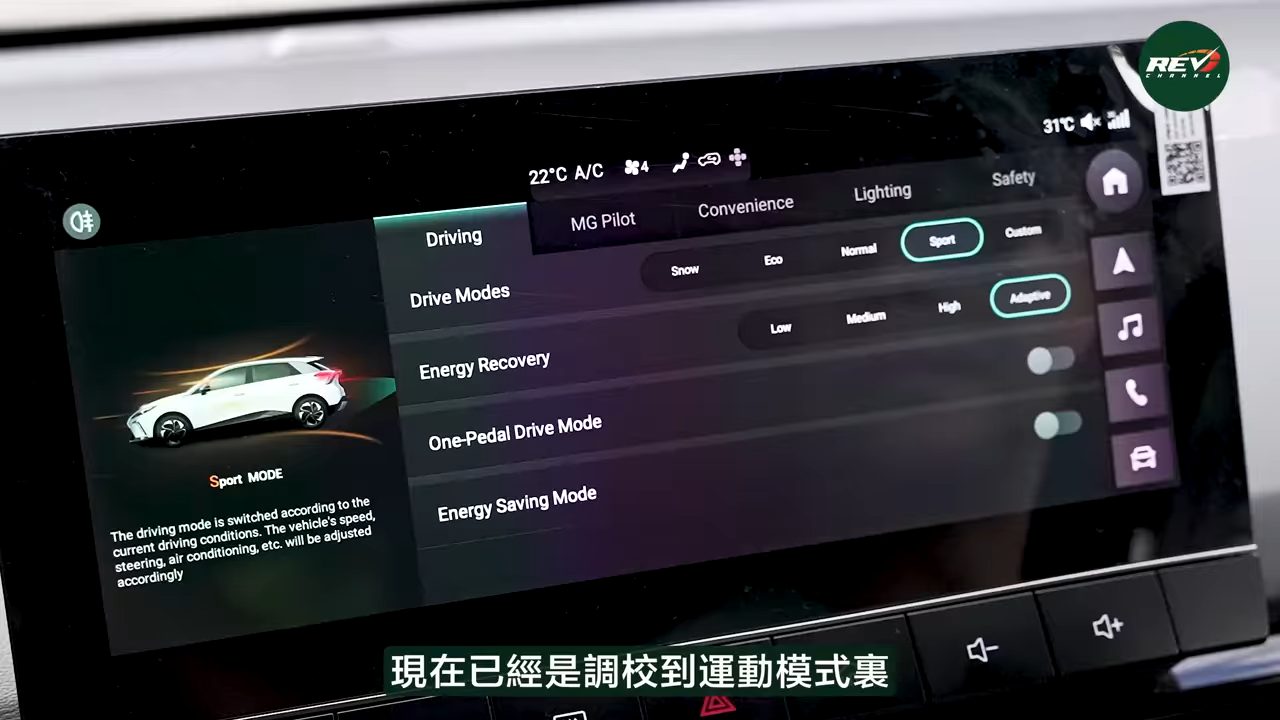 REV
CHANNEL
31℃
22°C A/C
4
Driving
MG Pilot
Convenience
Lighting
Safety
Drive Modes
Snow
Eco
Normal
Sport
Custom
Energy Recovery
Low
Medium
High
Adaptive
One-Pedal Drive Mode
Energy Saving Mode
Sport MODE
The driving mode is switched according to the
current driving conditions. The vehicle's speed,
steering, air conditioning, etc. will be adjusted
accordingly
現在已經是調校到運動模式裏